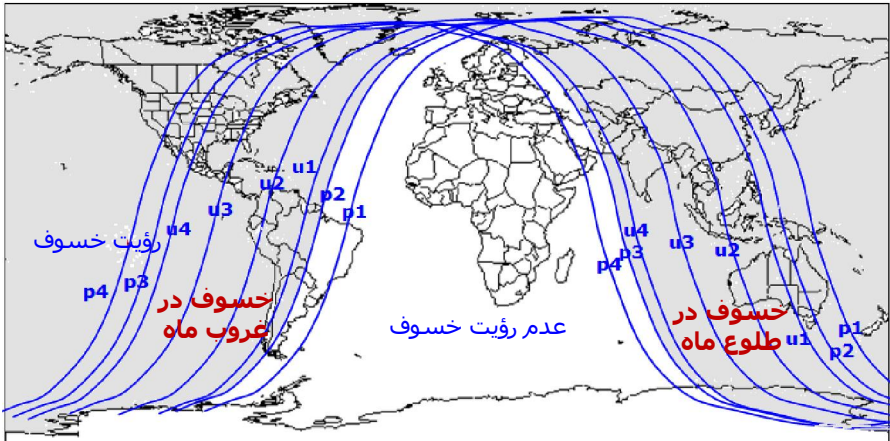 u1
u2
p2
u3
p1
u4
رؤیت خسوف
p3
p4
خسوف در
غروب ماه
عدم رؤیت خسوف
u4
p3
p4
u3
u2
خسوف در
طلوع ماه
u1
p1
p2